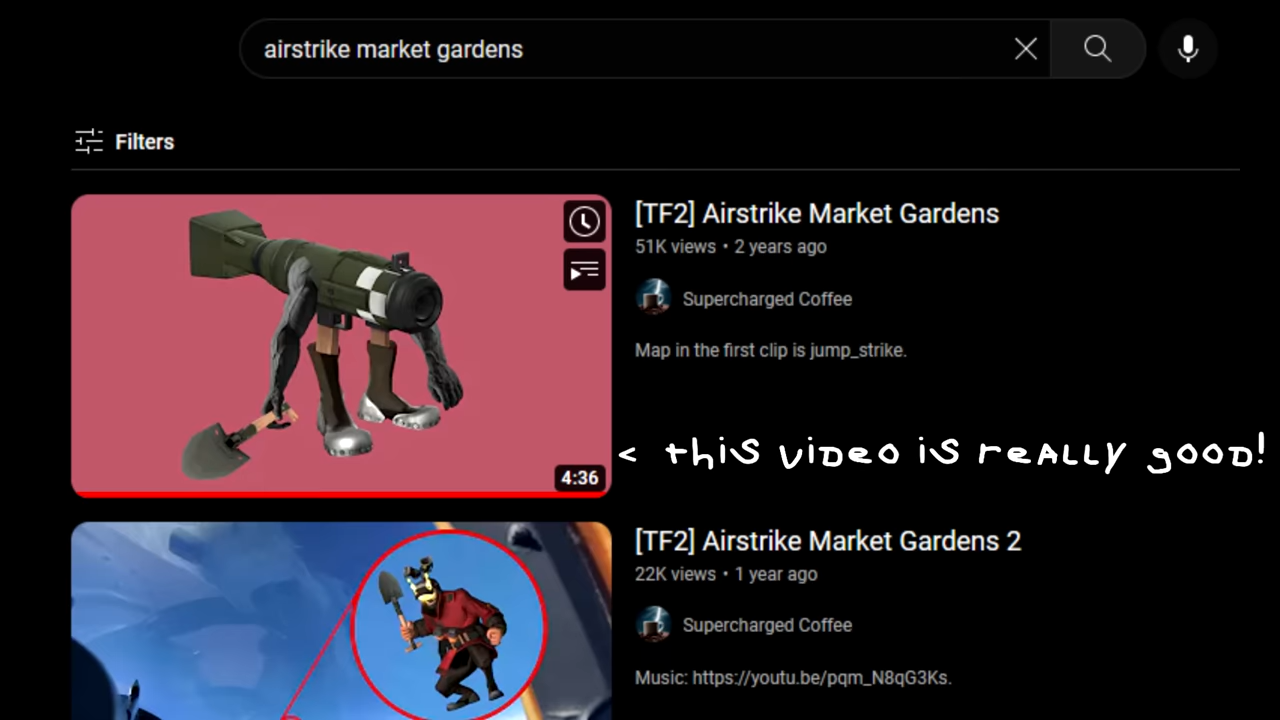 airstrike market gardens
Filters
[TF2] Airstrike Market Gardens
51K views • 2 years ago
Supercharged Coffee
Map in the first clip is jump_strike.
< this video is really good!
4:36
[TF2] Airstrike Market Gardens 2
22K views • 1 year ago
Supercharged Coffee
Music: https://youtu.be/pqm_N8qG3Ks.